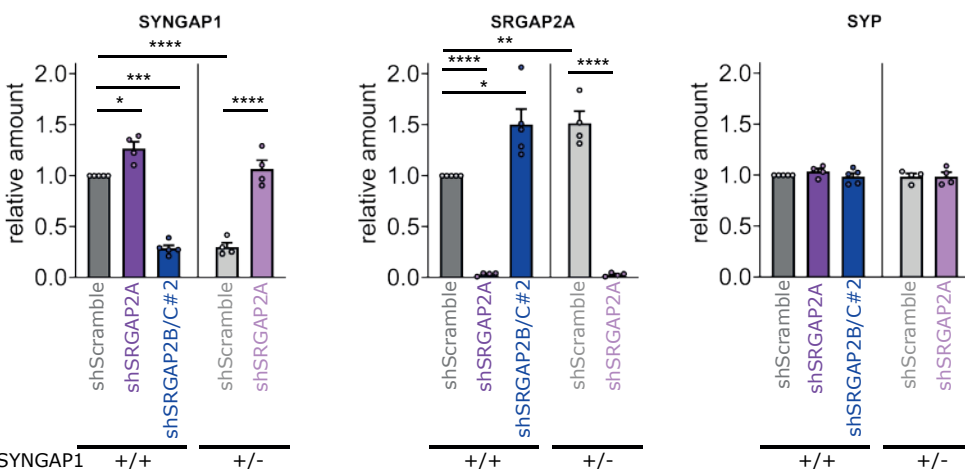 SYNGAP1
****
***
*
****
relative amount
2.0
1.5
1.0
0.5
0.0
shScramble
shSRGAP2A
shSRGAP2B/C#2
shScramble
shSRGAP2A
SYNGAP1
+/+
+/-
SRGAP2A
**
****
*
****
relative amount
2.0
1.5
1.0
0.5
0.0
shScramble
shSRGAP2A
shSRGAP2B/C#2
shScramble
shSRGAP2A
+/+
+/-
SYP
relative amount
2.0
1.5
1.0
0.5
0.0
shScramble
shSRGAP2A
shSRGAP2B/C#2
shScramble
shSRGAP2A
+/+
+/-